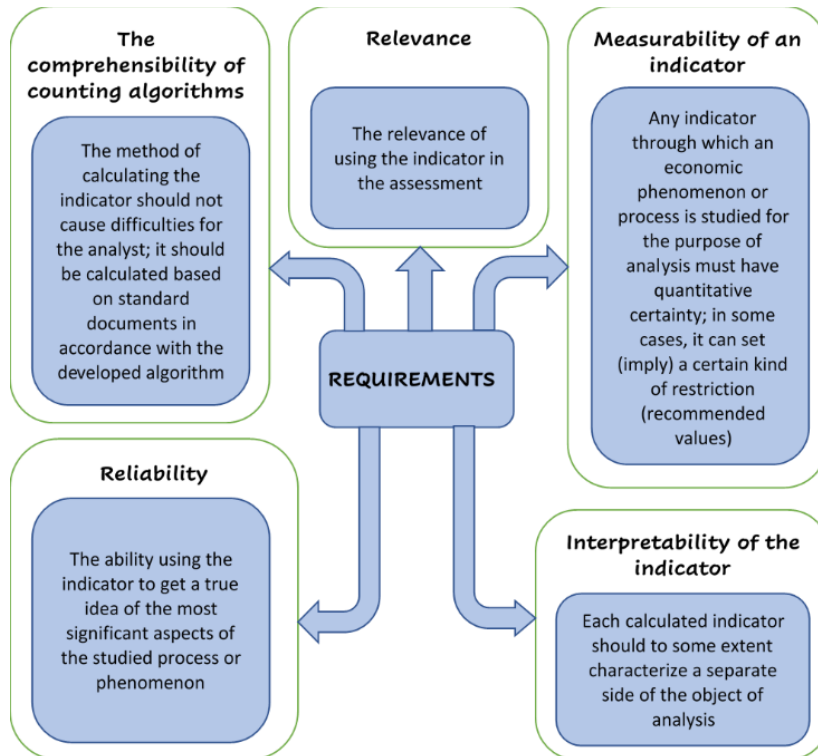 The
comprehensibility of
counting algorithms
The method of
calculating the
indicator should not
cause difficulties for
the analyst; it should
be calculated based
on standard
documents in
accordance with the
developed algorithm
Relevance
The relevance of
using the indicator in
the assessment
Measurability of an
indicator
Any indicator
through which an
economic
phenomenon or
process is studied for
the purpose of
analysis must have
quantitative
certainty; in some
cases, it can set
(imply) a certain kind
of restriction
(recommended
values)
REQUIREMENTS
Reliability
The ability using the
indicator to get a true
idea of the most
significant aspects of
the studied process or
phenomenon
Interpretability of the
indicator
Each calculated indicator
should to some extent
characterize a separate
side of the object of
analysis